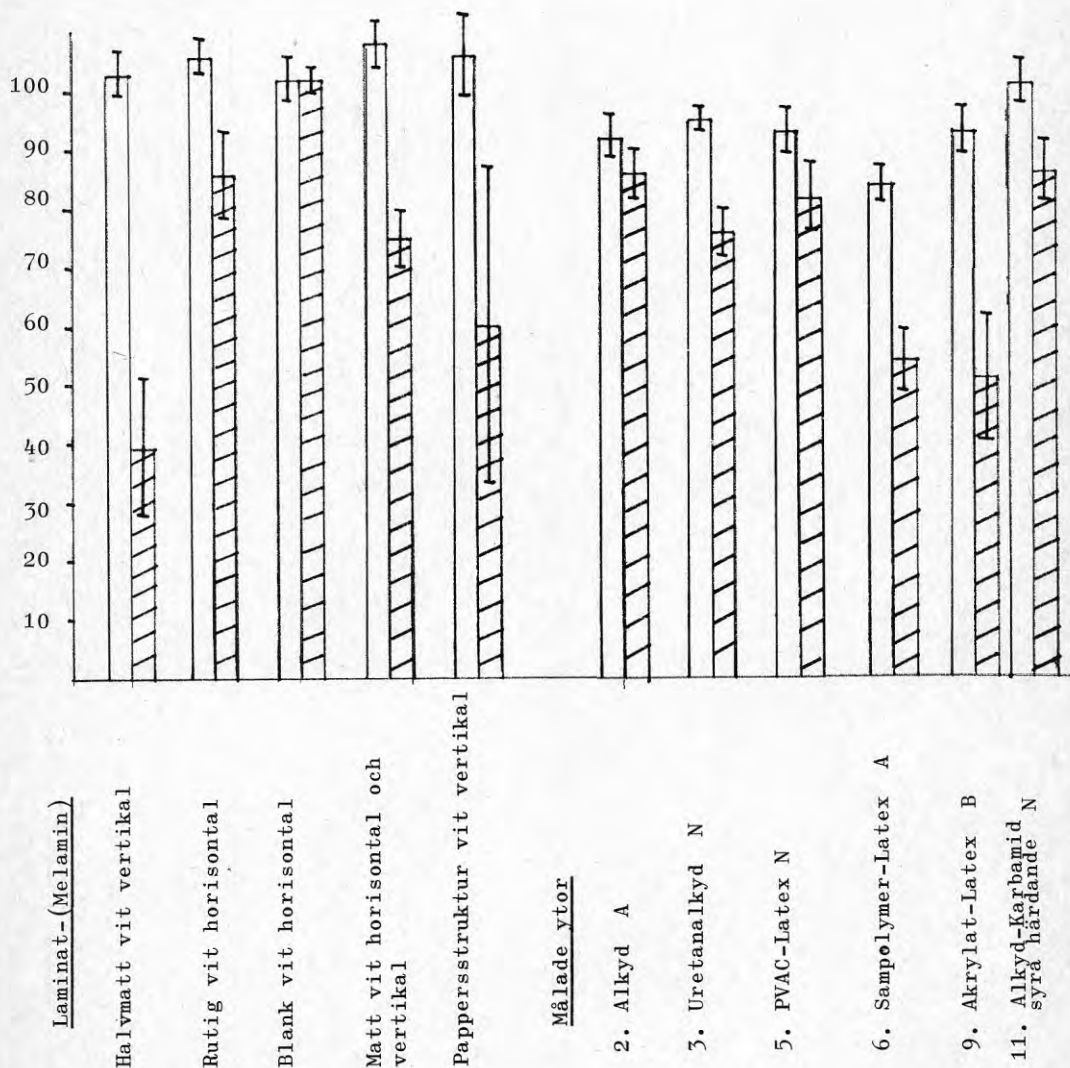 100
90
80
70
60
50
40
30
20
10
Laminat-(Melamin)
Halvmatt vit vertikal
Rutig vit horisontal
Blank vit horisontal
Matt vit horisontal och
vertikal
Pappersstruktur vit vertikal
Målade ytor
2. Alkyd A
3. Uretanalkyd N
5. PVAC-Latex N
6. Sampolymer-Latex A
9. Akrylat-Latex B
11. Alkyd-Karbamid
syra härdande N